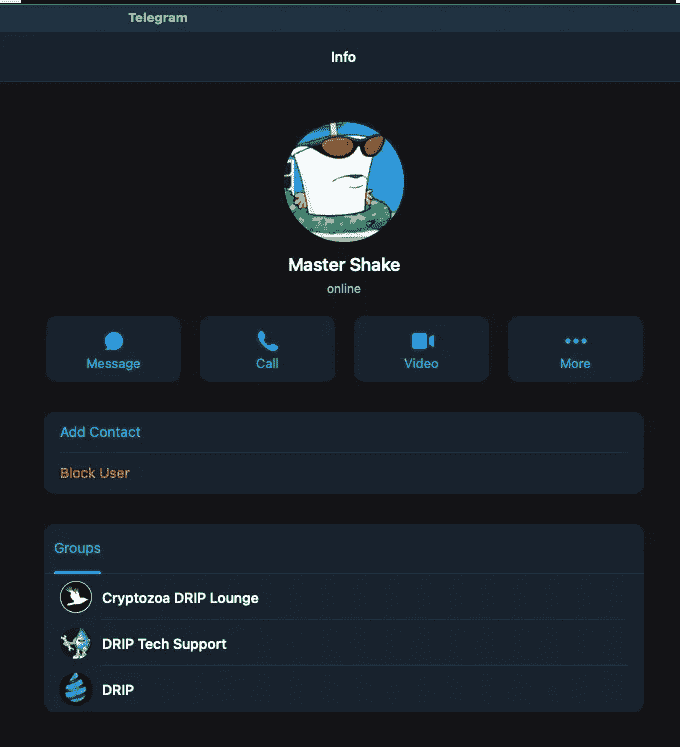 Telegram
Info
Master Shake
online
Message Call Video More
Add Contact
Block User
Groups
Cryptozoa DRIP Lounge
DRIP Tech Support
DRIP